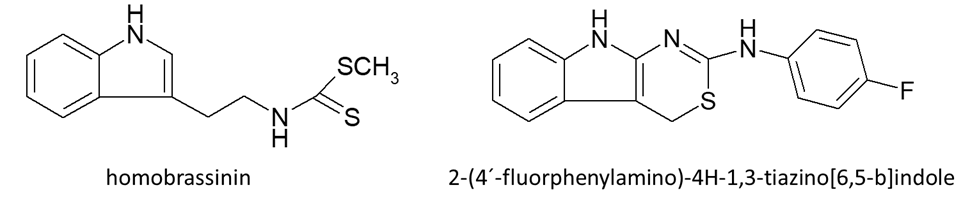 H
N
SCH3
N
H
S
homobrassinin
H
N
N
H
N
S
F
2-(4´-fluorphenylamino)-4H-1,3-tiazino[6,5-b]indole